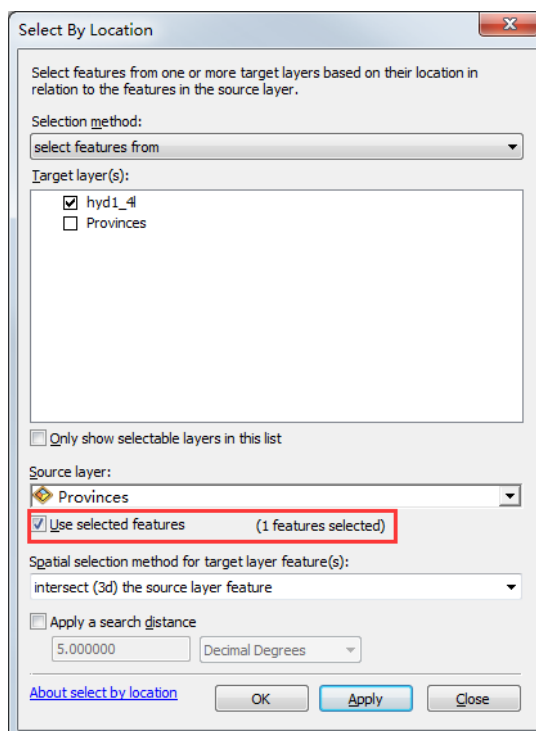 Select By Location
Select features from one or more target layers based on their location in
relation to the features in the source layer.
Selection method:
select features from
Target layer(s):
hyd1_4l
Provinces
Only show selectable layers in this list
Source layer:
Provinces
Use selected features (1 features selected)
Spatial selection method for target layer feature(s):
intersect (3d) the source layer feature
Apply a search distance
5.000000 Decimal Degrees
About select by location OK Apply Close